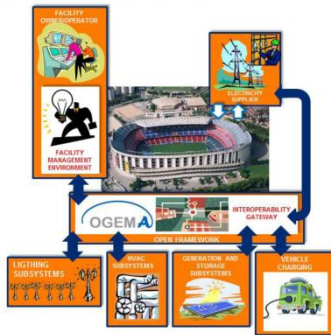 FACILITY
OWNER/OPERATOR
FACILITY
MANAGEMENT
ENVIRONMENT
ELECTRICITY
SUPPLIER
OGEMA
INTEROPERABILITY
GATEWAY
OPEN FRAMEWORK
LIGTHING
SUBSYSTEMS
HVAC
SUBSYSTEMS
GENERATION AND
STORAGE
SUBSYSTEMS
VEHICLE
CHARGING